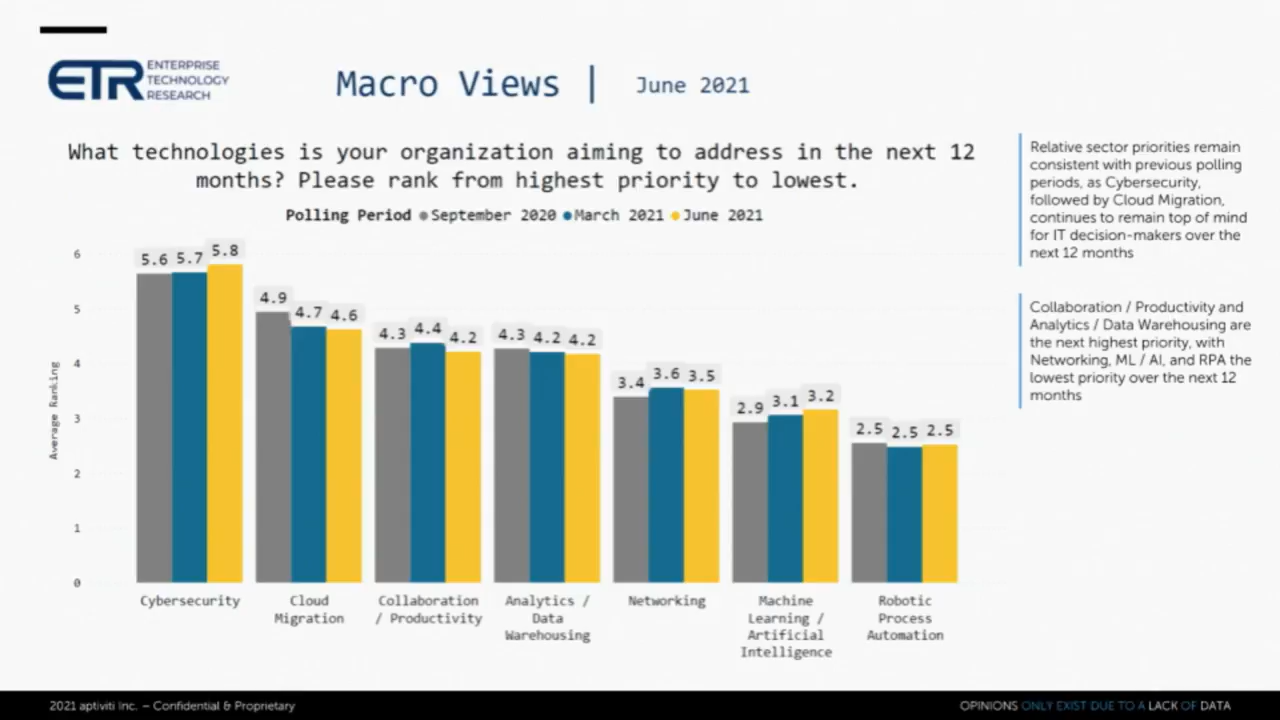 ETR ENTERPRISE
TECHNOLOGY
RESEARCH
Macro Views | June 2021
What technologies is your organization aiming to address in the next 12
months? Please rank from highest priority to lowest.
Polling Period September 2020 March 2021 June 2021
Average Ranking
6
5
4
3
2
1
0
5.6 5.7 5.8
4.9 4.7 4.6
4.3 4.4 4.2
4.3 4.2 4.2
3.4 3.6 3.5
2.9 3.1 3.2
2.5 2.5 2.5
Cybersecurity
Cloud
Migration
Collaboration
/ Productivity
Analytics /
Data
Warehousing
Networking
Machine
Learning /
Artificial
Intelligence
Robotic
Process
Automation
Relative sector priorities remain
consistent with previous polling
periods, as Cybersecurity,
followed by Cloud Migration,
continues to remain top of mind
for IT decision-makers over the
next 12 months
Collaboration / Productivity and
Analytics / Data Warehousing are
the next highest priority, with
Networking, ML / AI, and RPA the
lowest priority over the next 12
months
2021 aptiviti Inc. – Confidential & Proprietary
OPINIONS ONLY EXIST DUE TO A LACK OF DATA